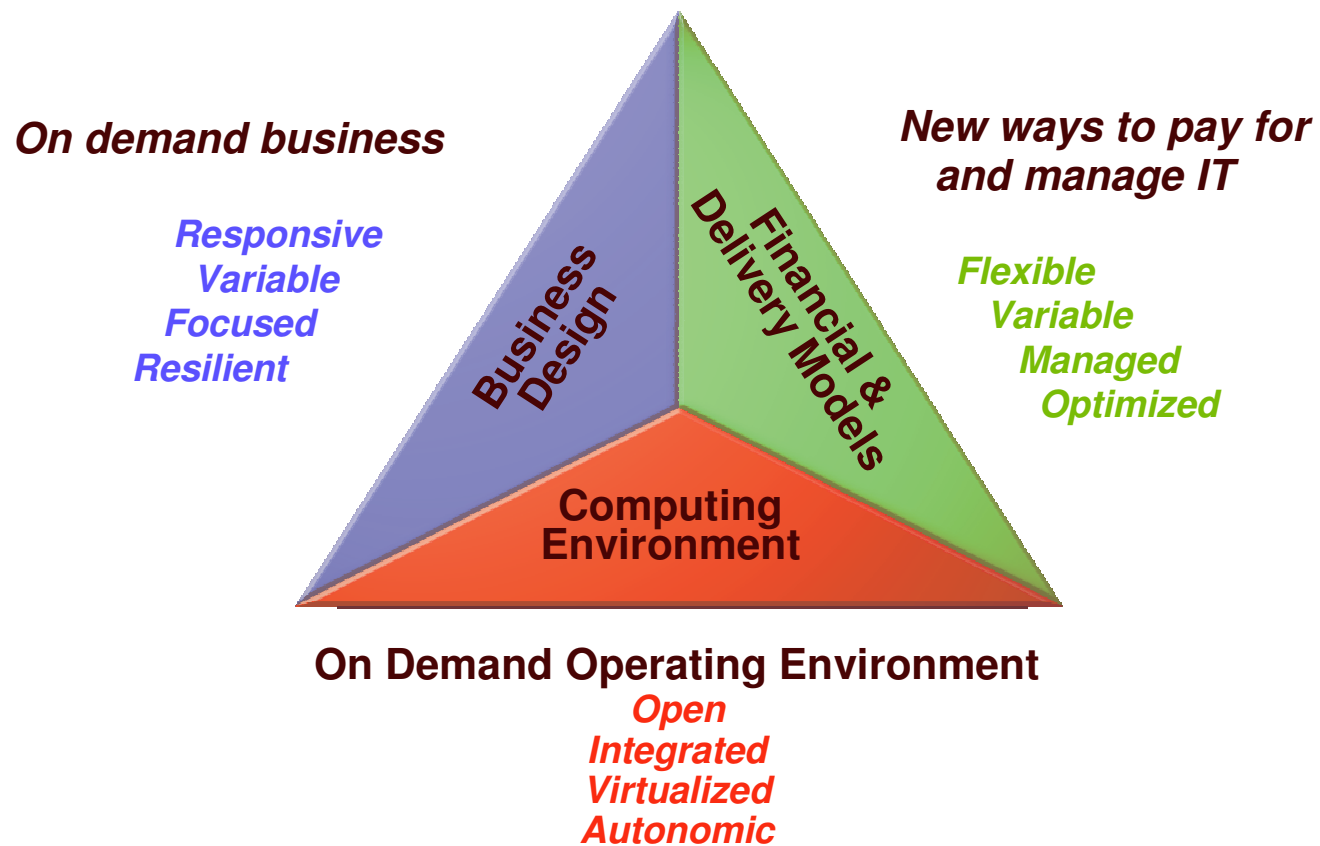 On demand business
Responsive
Variable
Focused
Resilient
Business
Design
Financial &
Delivery Models
New ways to pay for
and manage IT
Flexible
Variable
Managed
Optimized
Computing
Environment
On Demand Operating Environment
Open
Integrated
Virtualized
Autonomic